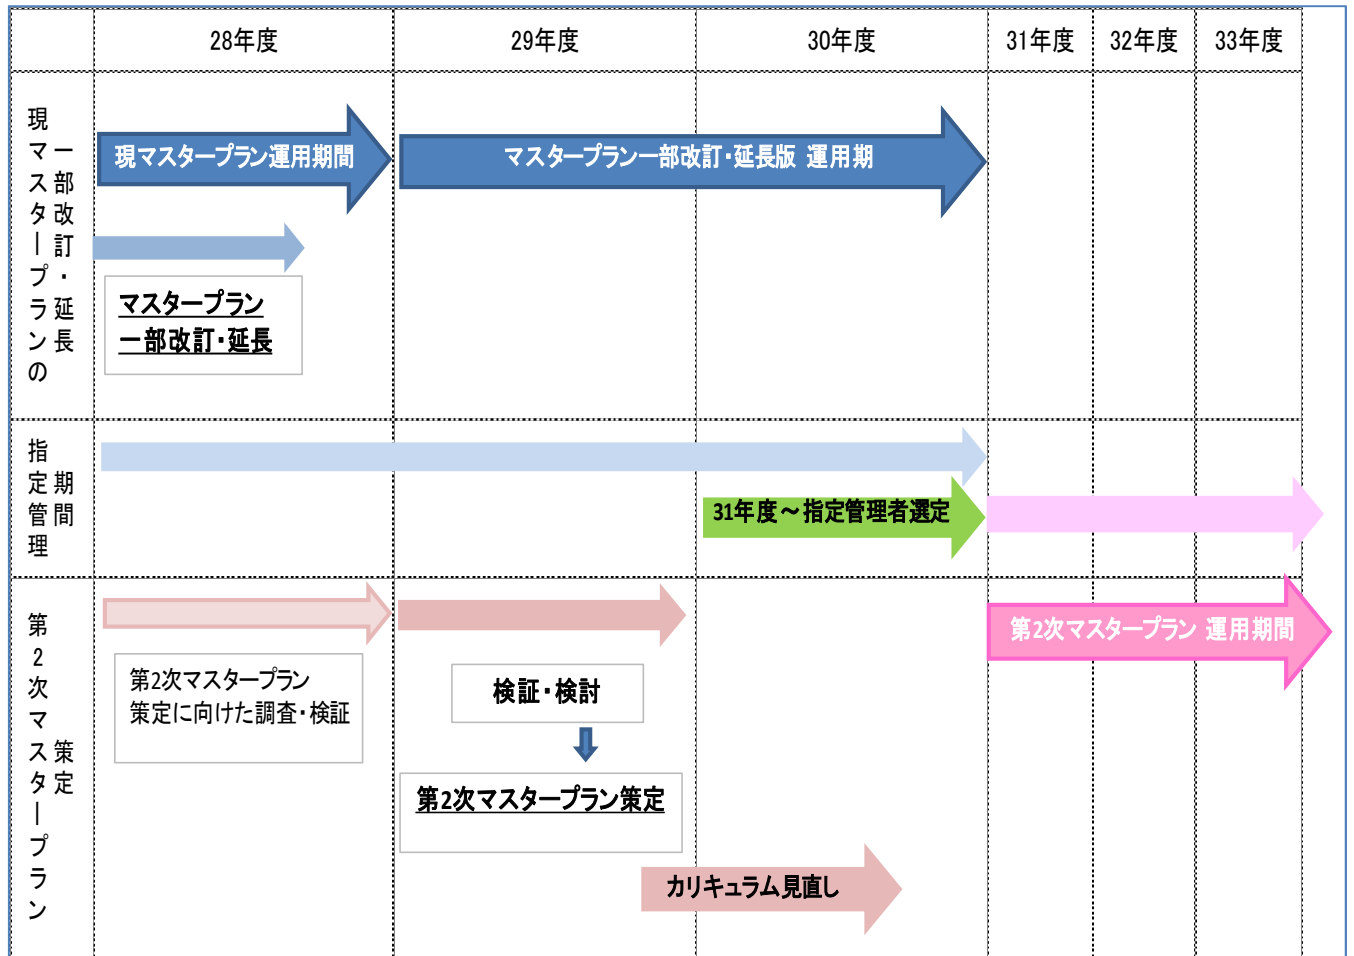 28年度
29年度
30年度
31年度
32年度
33年度
現マスタープランの
一部改訂・延長
現マスタープラン運用期間
マスタープラン一部改訂・延長版 運用期
マスタープラン
一部改訂・延長
指定管理
期間
31年度～指定管理者選定
第2次マスタープラン
策定
第2次マスタープラン 運用期間
第2次マスタープラン
策定に向けた調査・検証
検証・検討
第2次マスタープラン策定
カリキュラム見直し